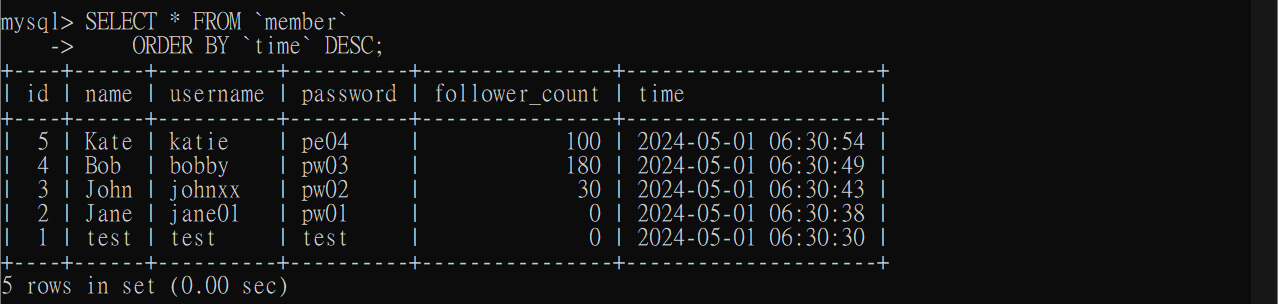 mysql> SELECT * FROM `member`
    ->     ORDER BY `time` DESC;
+----+------+----------+----------+----------------+---------------------+
| id | name | username | password | follower_count | time                |
+----+------+----------+----------+----------------+---------------------+
|  5 | Kate | katie    | pe04     |            100 | 2024-05-01 06:30:54 |
|  4 | Bob  | bobby    | pw03     |            180 | 2024-05-01 06:30:49 |
|  3 | John | johnxx   | pw02     |             30 | 2024-05-01 06:30:43 |
|  2 | Jane | jane01   | pw01     |              0 | 2024-05-01 06:30:38 |
|  1 | test | test     | test     |              0 | 2024-05-01 06:30:30 |
+----+------+----------+----------+----------------+---------------------+
5 rows in set (0.00 sec)